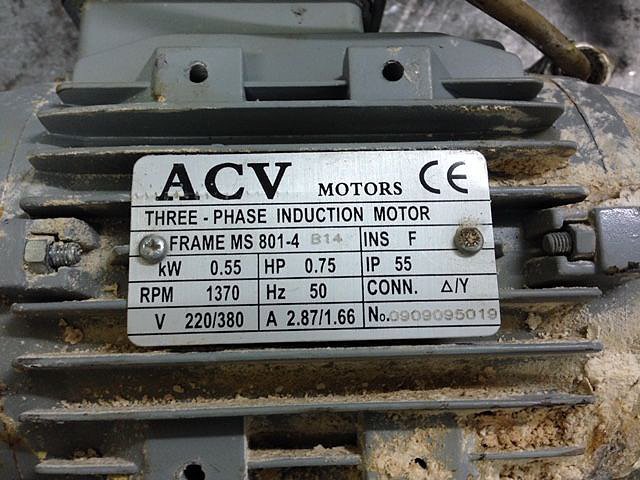 ACV MOTORS CE
THREE - PHASE INDUCTION MOTOR
FRAME MS 801-4 B14 INS F
kW 0.55 HP 0.75 IP 55
RPM 1370 Hz 50 CONN. △/Y
V 220/380 A 2.87/1.66 No.0909095019